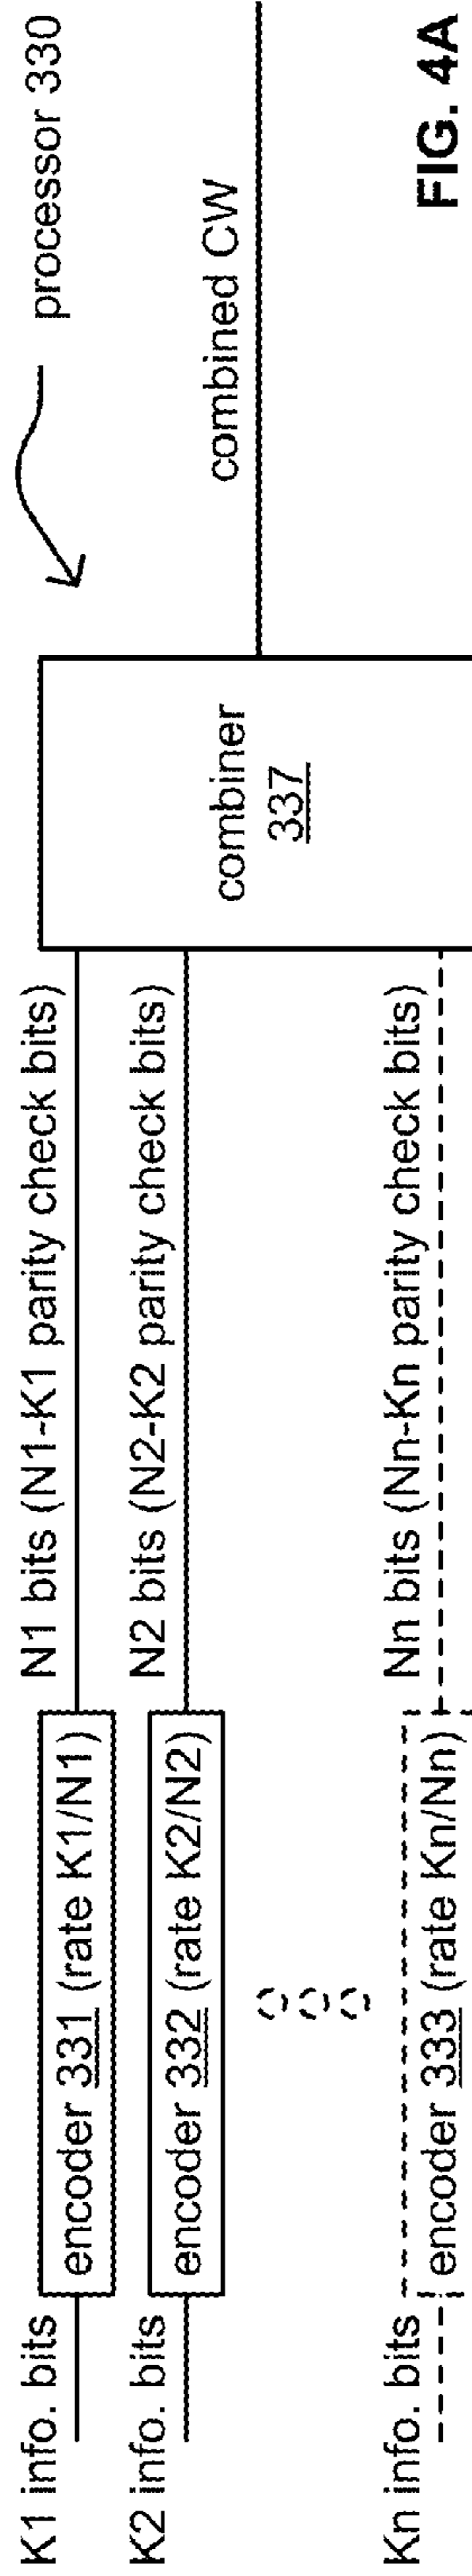 processor 330
K1 info. bits
encoder 331 (rate K1/N1)
N1 bits (N1-K1 parity check bits)
K2 info. bits
encoder 332 (rate K2/N2)
N2 bits (N2-K2 parity check bits)
combiner
337
combined CW
Kn info. bits
encoder 333 (rate Kn/Nn)
Nn bits (Nn-Kn parity check bits)
FIG. 4A